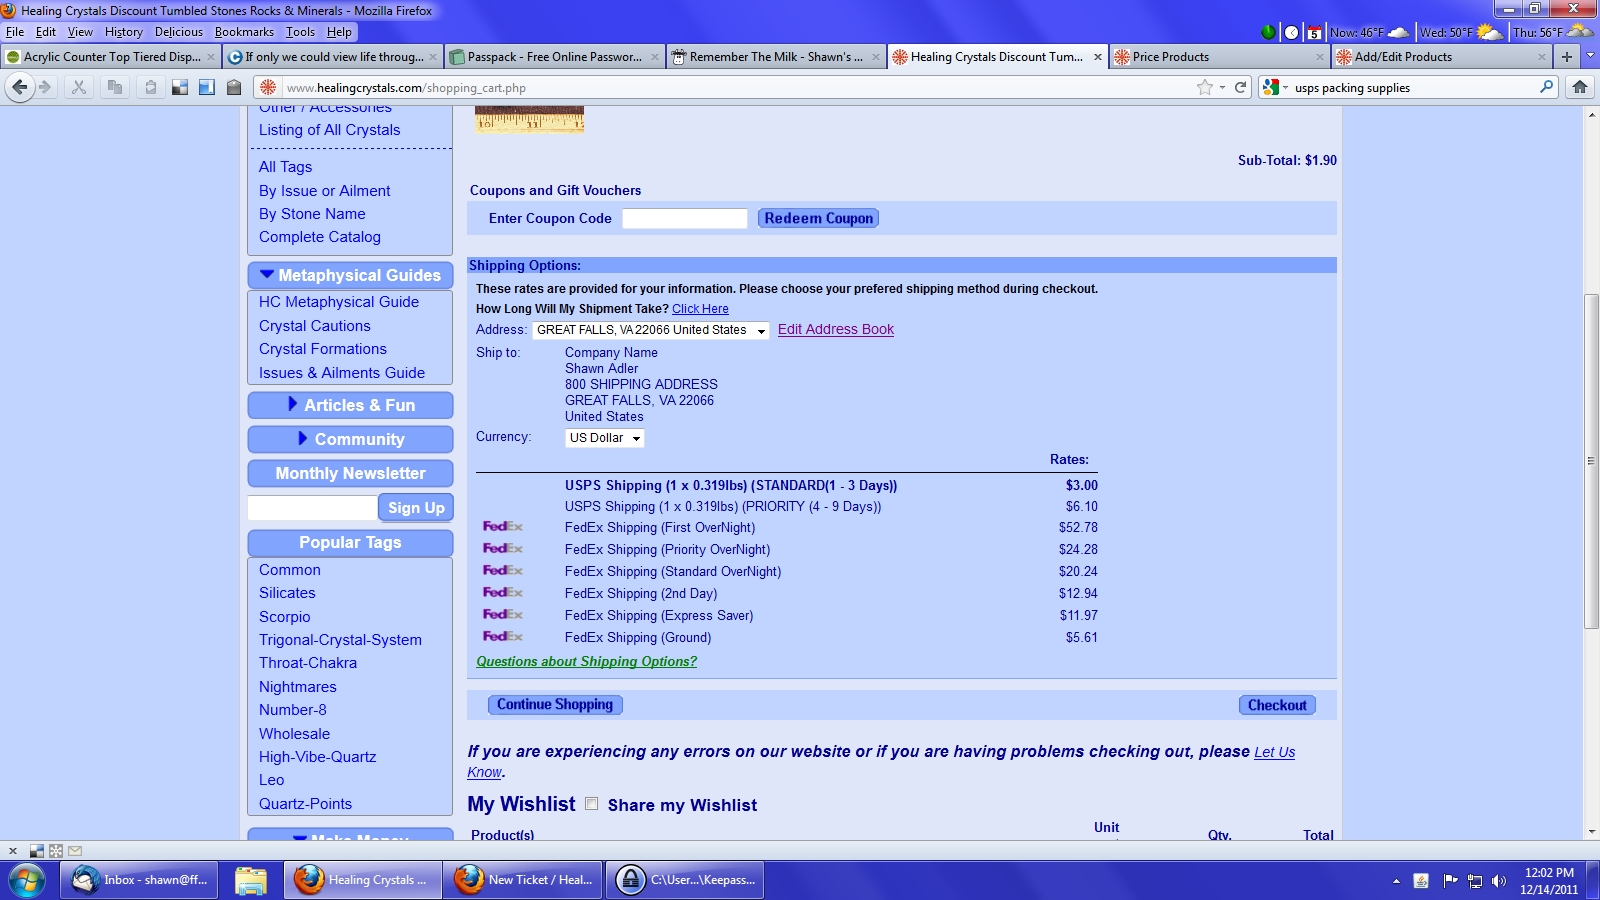 Healing Crystals Discount Tumbled Stones Rocks & Minerals - Mozilla Firefox
File Edit View History Delicious Bookmarks Tools Help
5 Now: 46°F Wed: 50°F Thu: 56°F
Acrylic Counter Top Tiered Disp... If only we could view life throug... Passpack - Free Online Passwor... Remember The Milk - Shawn's ... Healing Crystals Discount Tum... Price Products Add/Edit Products
www.healingcrystals.com/shopping_cart.php usps packing supplies
Other / Accessories
Listing of All Crystals
All Tags
By Issue or Ailment
By Stone Name
Complete Catalog
Metaphysical Guides
HC Metaphysical Guide
Crystal Cautions
Crystal Formations
Issues & Ailments Guide
Articles & Fun
Community
Monthly Newsletter
Sign Up
Popular Tags
Common
Silicates
Scorpio
Trigonal-Crystal-System
Throat-Chakra
Nightmares
Number-8
Wholesale
High-Vibe-Quartz
Leo
Quartz-Points
Make Money
10 11 12
Sub-Total: $1.90
Coupons and Gift Vouchers
Enter Coupon Code Redeem Coupon
Shipping Options:
These rates are provided for your information. Please choose your prefered shipping method during checkout.
How Long Will My Shipment Take? Click Here
Address: GREAT FALLS, VA 22066 United States Edit Address Book
Ship to: Company Name
Shawn Adler
800 SHIPPING ADDRESS
GREAT FALLS, VA 22066
United States
Currency: US Dollar
Rates:
USPS Shipping (1 x 0.319lbs) (STANDARD(1 - 3 Days)) $3.00
USPS Shipping (1 x 0.319lbs) (PRIORITY (4 - 9 Days)) $6.10
FedEx FedEx Shipping (First OverNight) $52.78
FedEx FedEx Shipping (Priority OverNight) $24.28
FedEx FedEx Shipping (Standard OverNight) $20.24
FedEx FedEx Shipping (2nd Day) $12.94
FedEx FedEx Shipping (Express Saver) $11.97
FedEx FedEx Shipping (Ground) $5.61
Questions about Shipping Options?
Continue Shopping Checkout
If you are experiencing any errors on our website or if you are having problems checking out, please Let Us
Know.
My Wishlist Share my Wishlist
Unit
Product(s) Qty. Total
Inbox - shawn@ff... Healing Crystals ... New Ticket / Heal... C:\User...\Keepass...
12:02 PM
12/14/2011